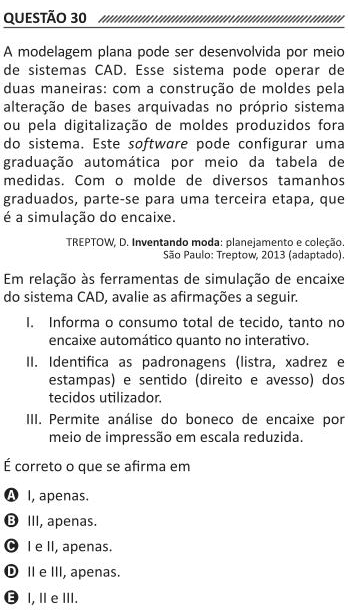 QUESTÃO 30
A modelagem plana pode ser desenvolvida por meio
de sistemas CAD. Esse sistema pode operar de
duas maneiras: com a construção de moldes pela
alteração de bases arquivadas no próprio sistema
ou pela digitalização de moldes produzidos fora
do sistema. Este software pode configurar uma
graduação automática por meio da tabela de
medidas. Com o molde de diversos tamanhos
graduados, parte-se para uma terceira etapa, que
é a simulação do encaixe.
TREPTOW, D. Inventando moda: planejamento e coleção.
São Paulo: Treptow, 2013 (adaptado).
Em relação às ferramentas de simulação de encaixe
do sistema CAD, avalie as afirmações a seguir.
I. Informa o consumo total de tecido, tanto no
encaixe automático quanto no interativo.
II. Identifica as padronagens (listra, xadrez e
estampas) e sentido (direito e avesso) dos
tecidos utilizador.
III. Permite análise do boneco de encaixe por
meio de impressão em escala reduzida.
É correto o que se afirma em
A I, apenas.
B III, apenas.
C I e II, apenas.
D II e III, apenas.
E I, II e III.